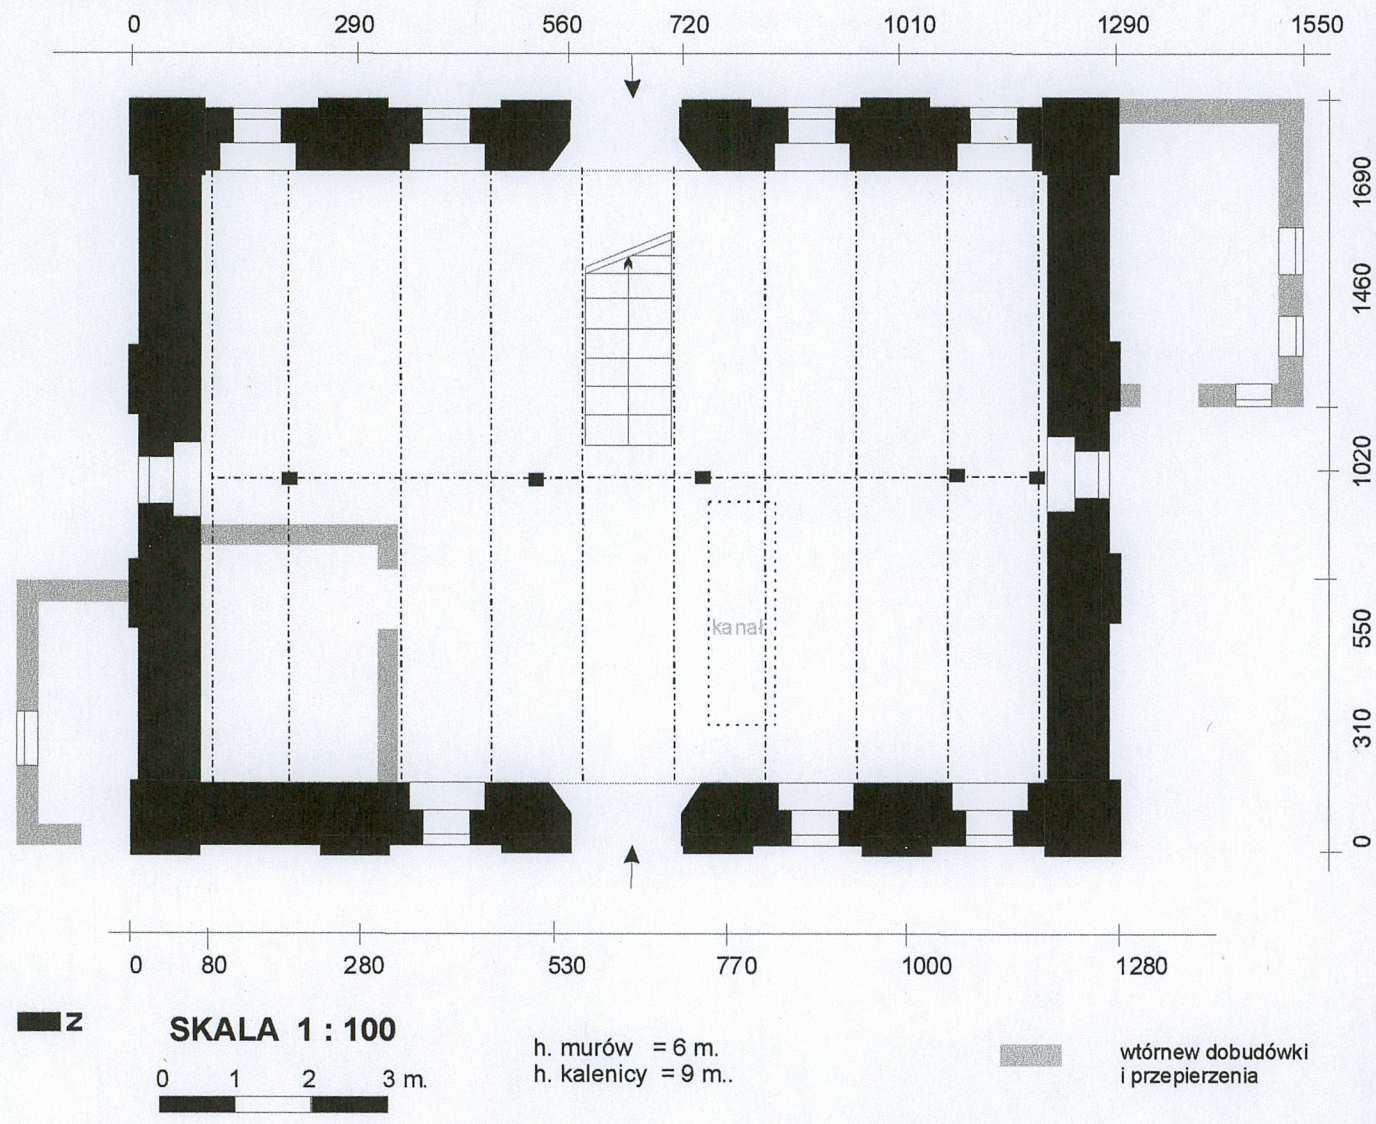 0 290 560 720 1010 1290 1550
1690
1460
1020
550
310
0
kanał
0 80 280 530 770 1000 1280
N
SKALA 1 : 100
0 1 2 3 m.
h. murów = 6 m.
h. kalenicy = 9 m..
wtórnew dobudówki
i przepierzenia